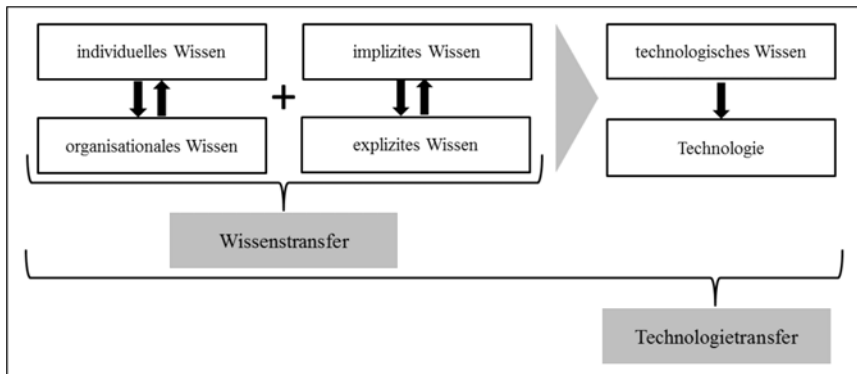 individuelles Wissen
implizites Wissen
technologisches Wissen
+
organisationales Wissen
explizites Wissen
Technologie
Wissenstransfer
Technologietransfer